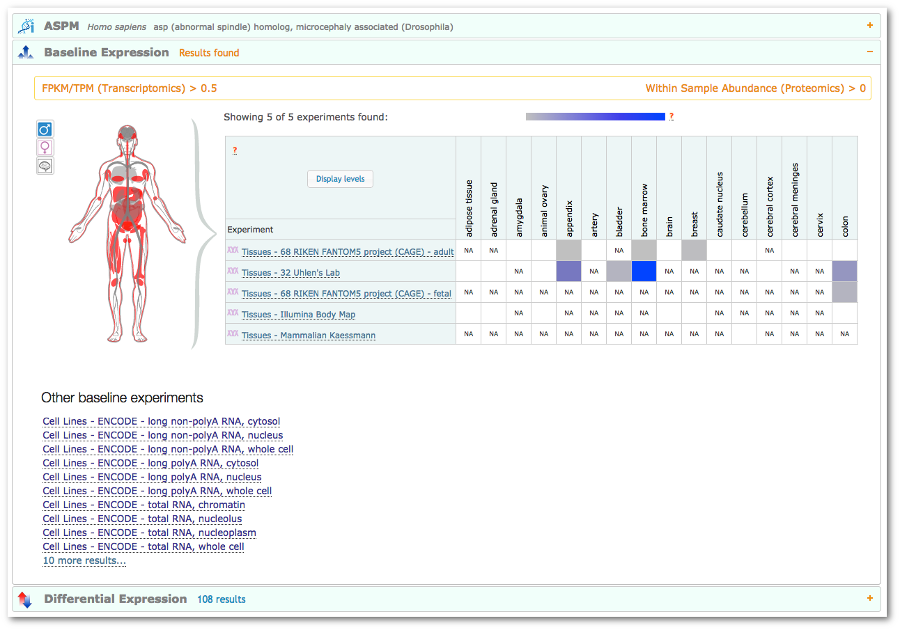 ASPM Homo sapiens asp (abnormal spindle) homolog, microcephaly associated (Drosophila) +
Baseline Expression Results found −
FPKM/TPM (Transcriptomics) > 0.5 Within Sample Abundance (Proteomics) > 0
Showing 5 of 5 experiments found: ?
?
Display levels
Experiment adipose tissue adrenal gland amygdala animal ovary appendix artery bladder bone marrow brain breast caudate nucleus cerebellum cerebral cortex cerebral meninges cervix colon
Tissues - 68 RIKEN FANTOM5 project (CAGE) - adult NA NA NA NA
Tissues - 32 Uhlen's Lab NA NA NA NA NA NA NA NA
Tissues - 68 RIKEN FANTOM5 project (CAGE) - fetal NA NA NA NA NA NA NA NA NA NA NA NA NA NA NA
Tissues - Illumina Body Map NA NA NA NA NA NA NA NA NA
Tissues - Mammalian Kaessmann NA NA NA NA NA NA NA NA NA NA NA NA NA NA NA
Other baseline experiments
Cell Lines - ENCODE - long non-polyA RNA, cytosol
Cell Lines - ENCODE - long non-polyA RNA, nucleus
Cell Lines - ENCODE - long non-polyA RNA, whole cell
Cell Lines - ENCODE - long polyA RNA, cytosol
Cell Lines - ENCODE - long polyA RNA, nucleus
Cell Lines - ENCODE - long polyA RNA, whole cell
Cell Lines - ENCODE - total RNA, chromatin
Cell Lines - ENCODE - total RNA, nucleolus
Cell Lines - ENCODE - total RNA, nucleoplasm
Cell Lines - ENCODE - total RNA, whole cell
10 more results...
Differential Expression 108 results +